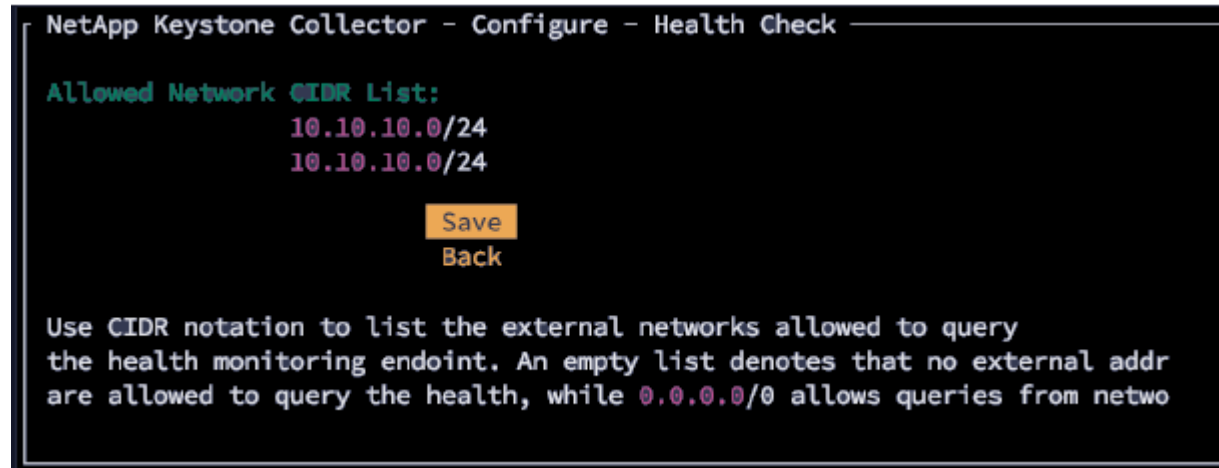 NetApp Keystone Collector - Configure - Health Check
Allowed Network CIDR List:
10.10.10.0/24
10.10.10.0/24
Save
Back
Use CIDR notation to list the external networks allowed to query
the health monitoring endoint. An empty list denotes that no external addr
are allowed to query the health, while 0.0.0.0/0 allows queries from netwo